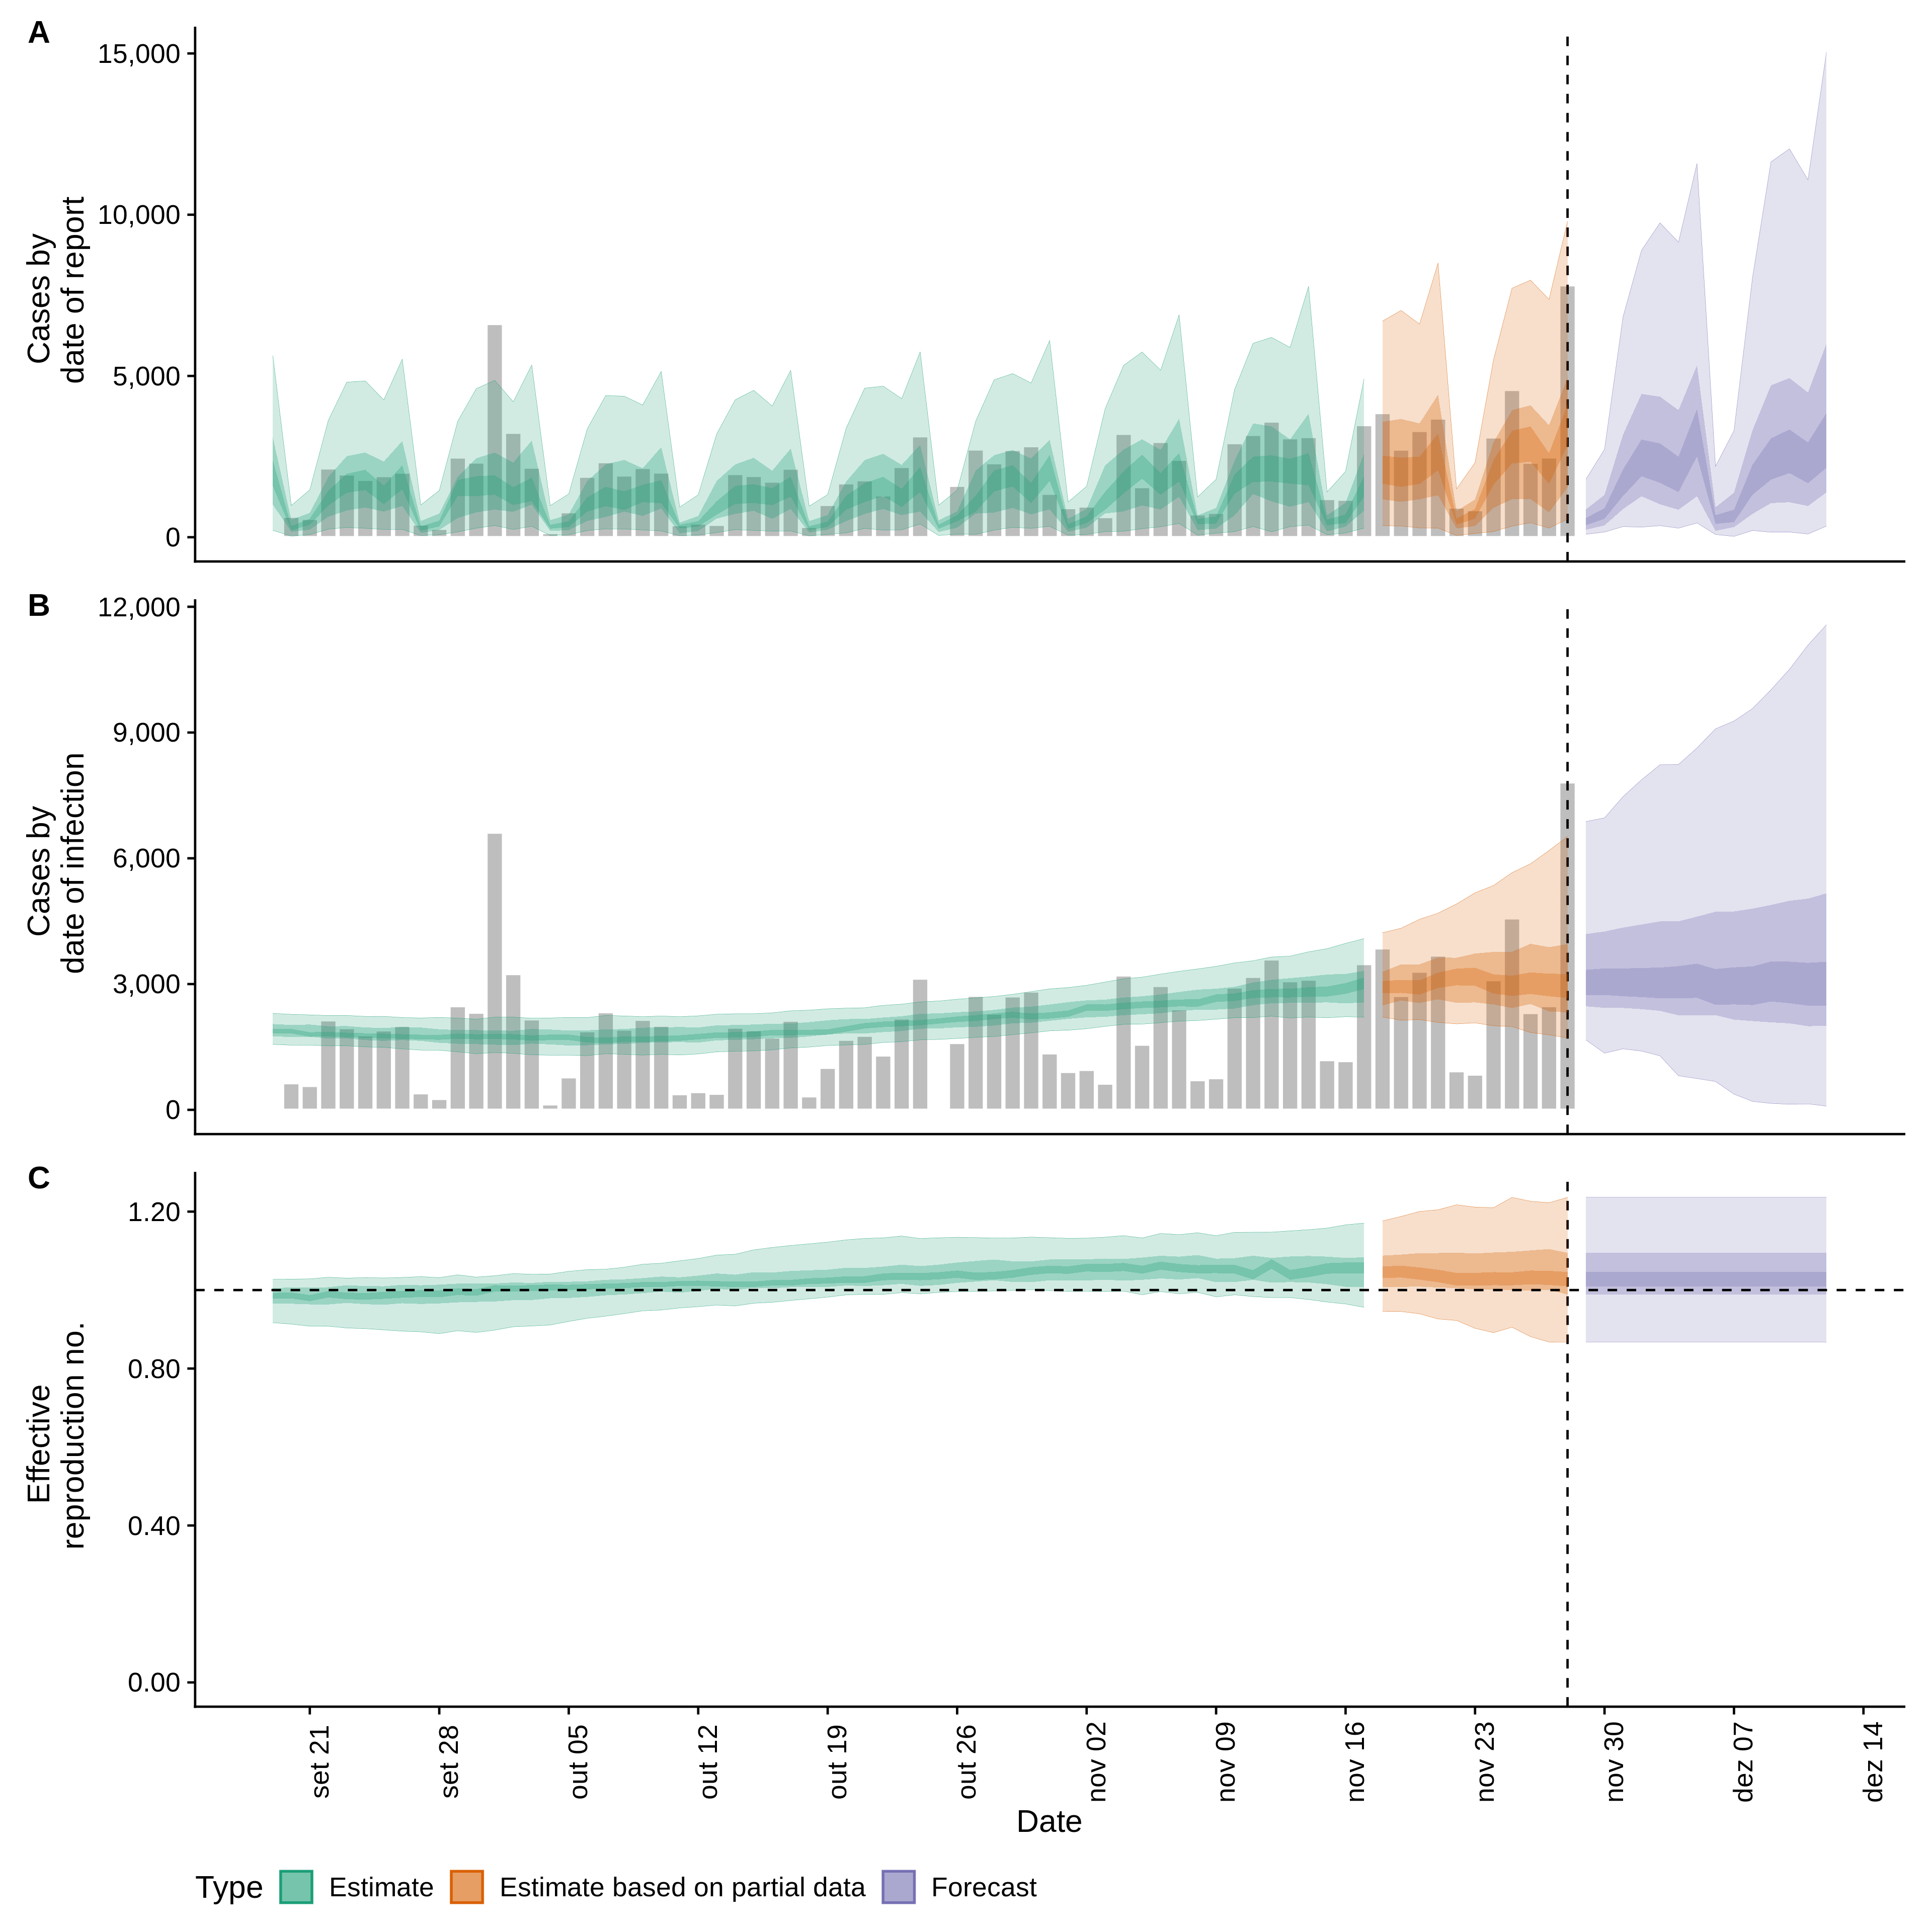 A
15,000
10,000
5,000
0
Cases by
date of report
B
12,000
9,000
6,000
3,000
0
Cases by
date of infection
C
1.20
0.80
0.40
0.00
Effective
reproduction no.
set 21
set 28
out 05
out 12
out 19
out 26
nov 02
nov 09
nov 16
nov 23
nov 30
dez 07
dez 14
Date
Type Estimate Estimate based on partial data Forecast